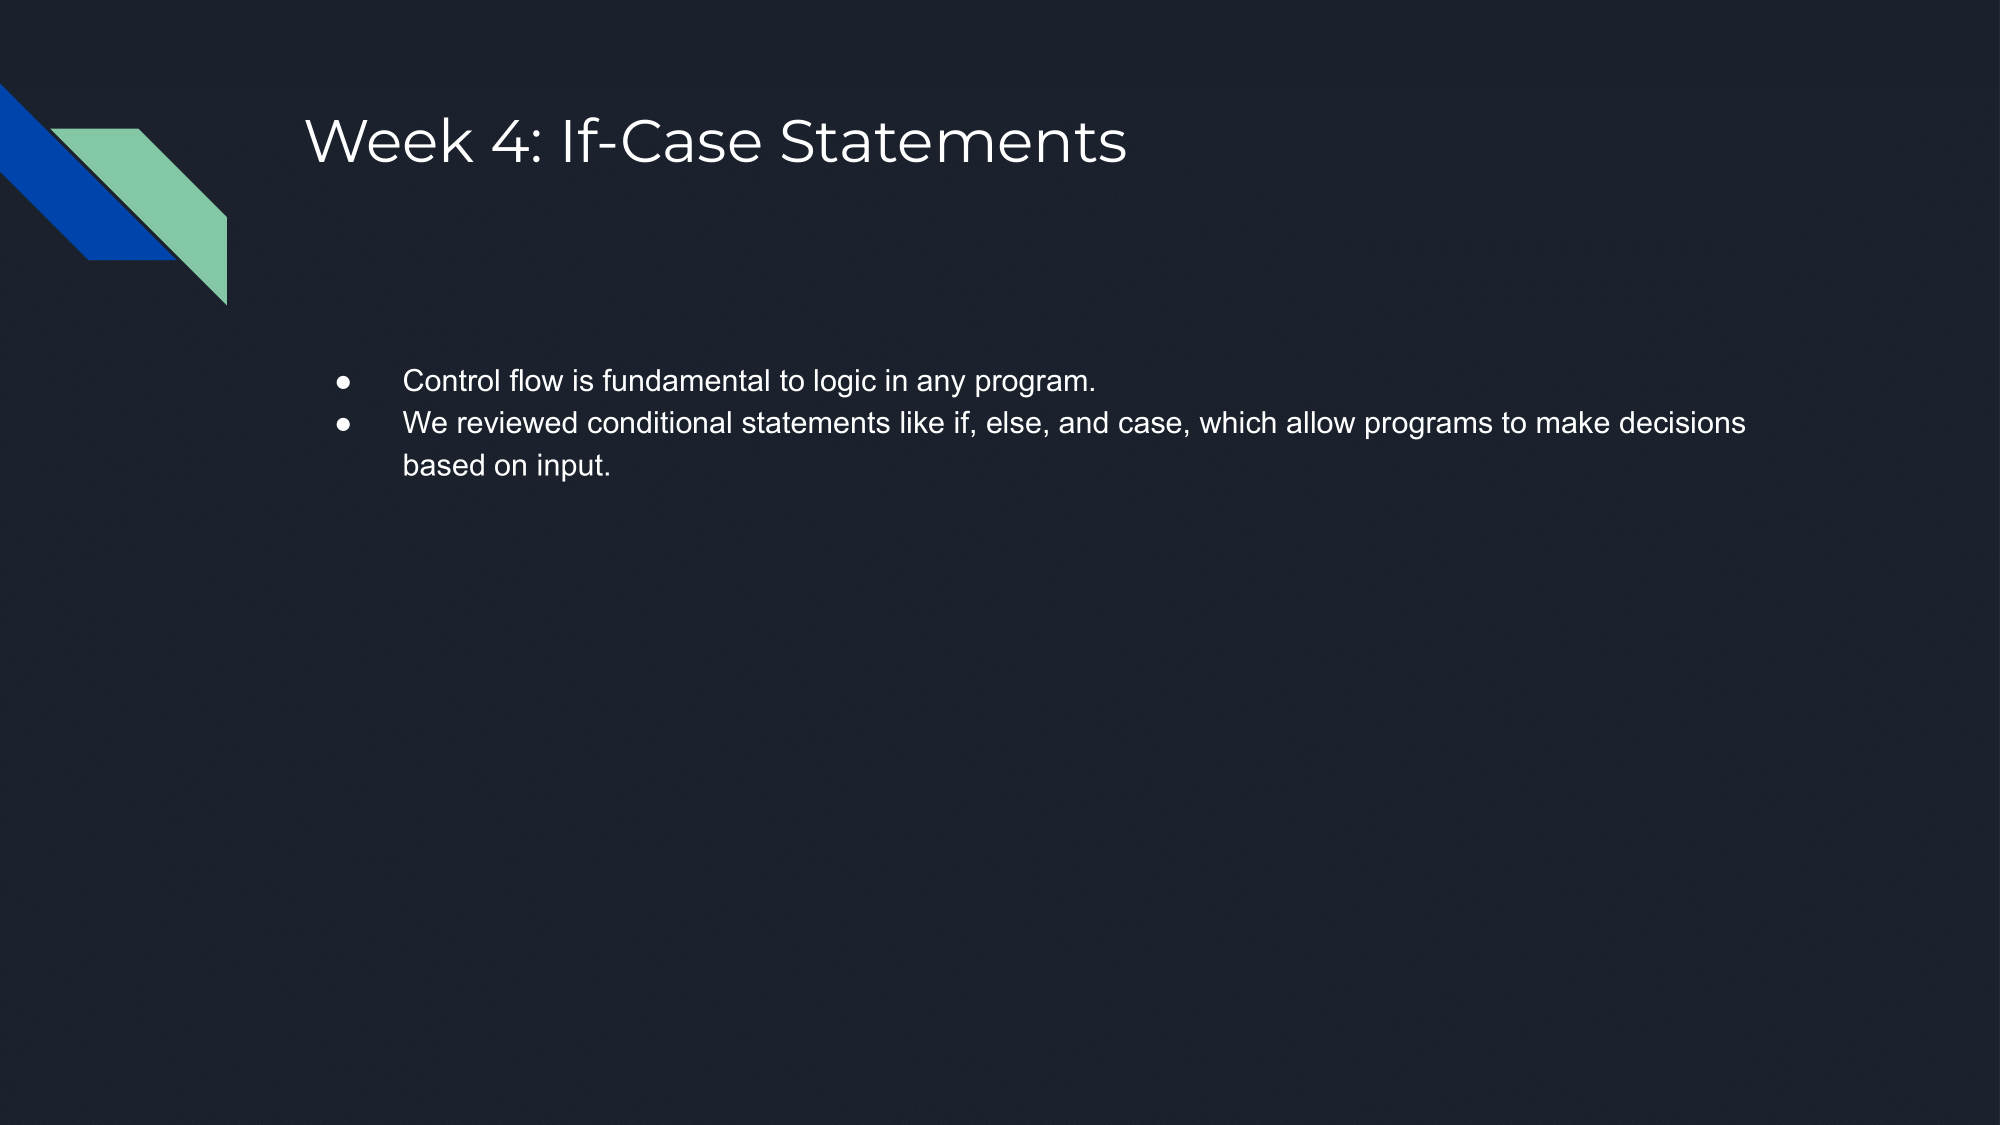 Week 4: If-Case Statements
● Control flow is fundamental to logic in any program.
● We reviewed conditional statements like if, else, and case, which allow programs to make decisions
based on input.